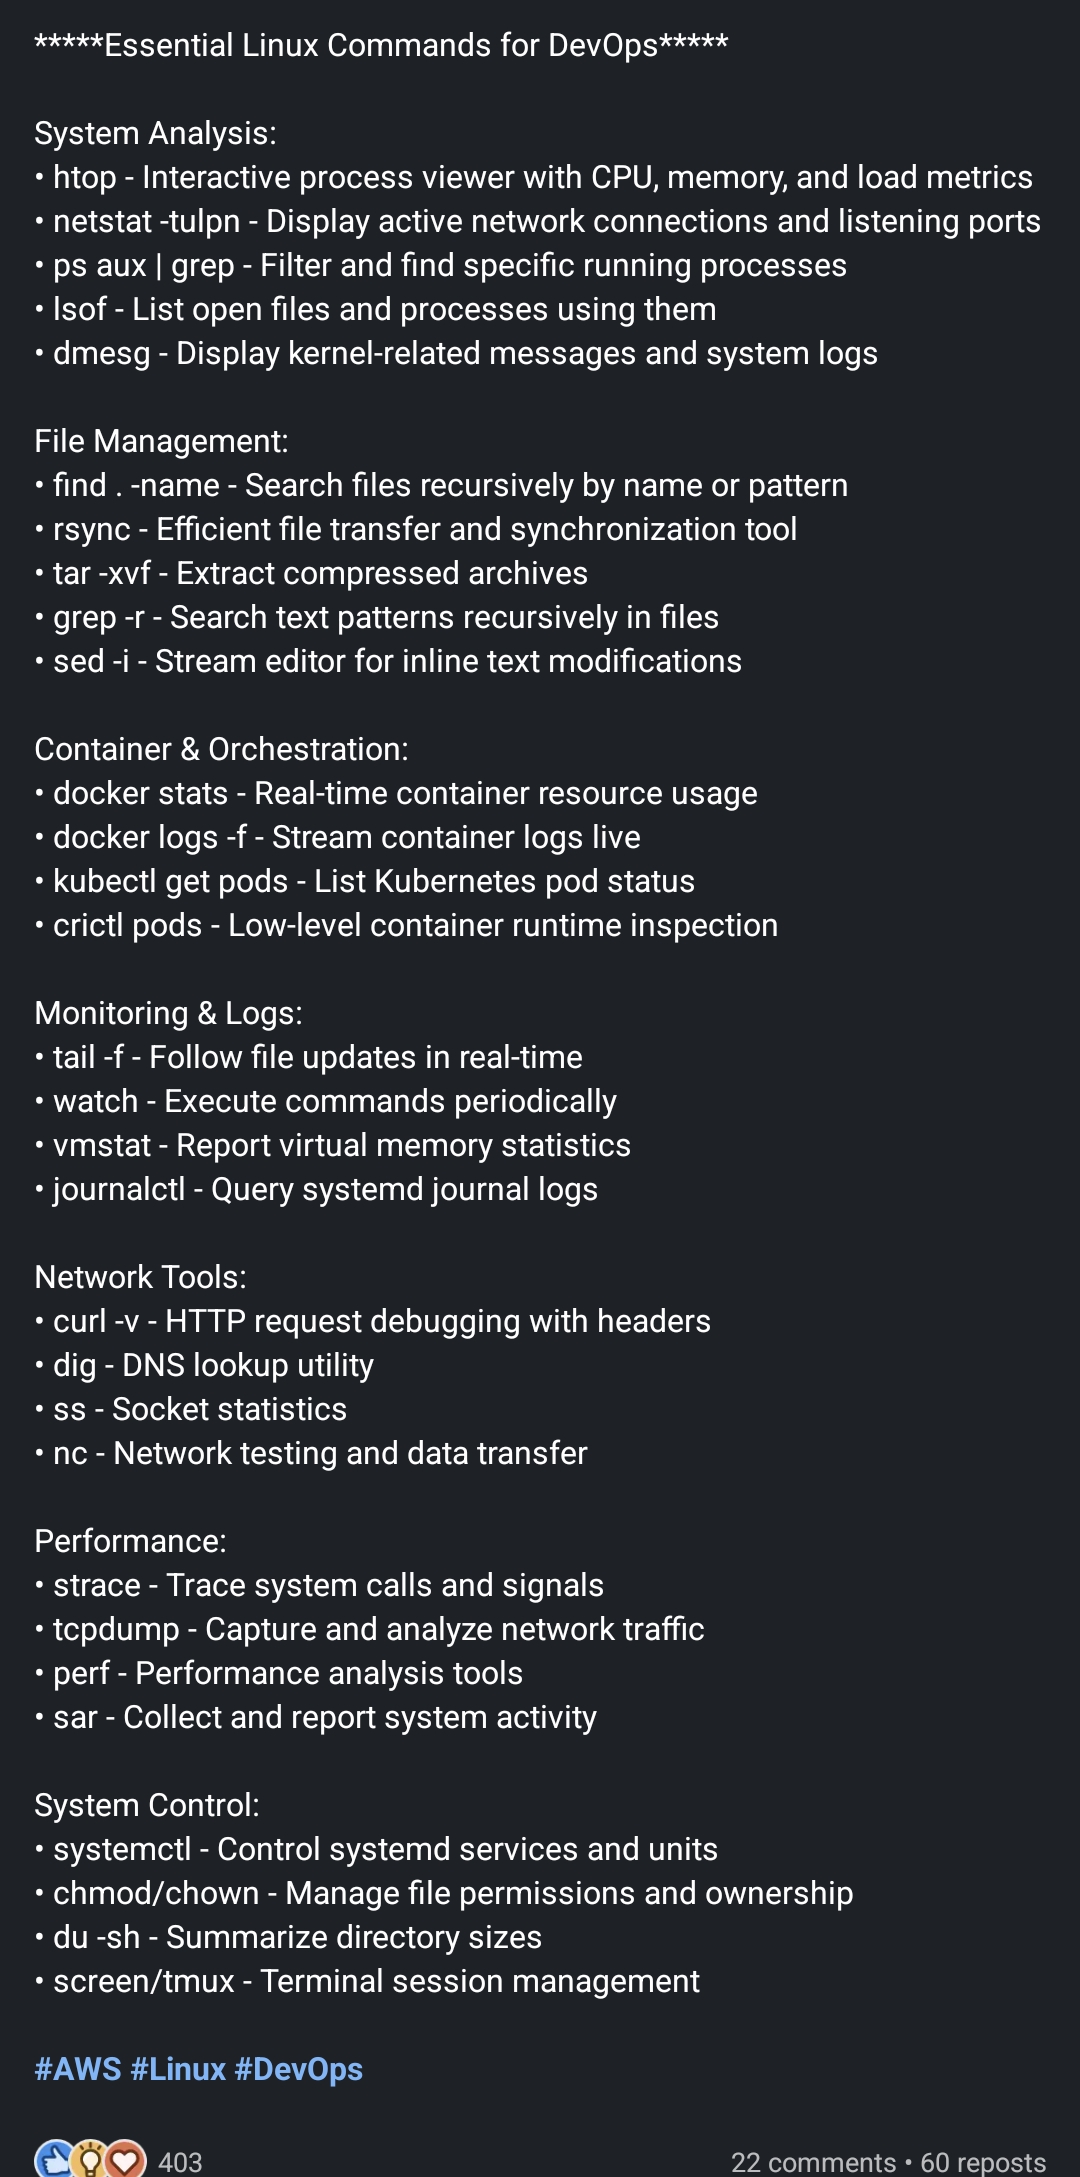 *****Essential Linux Commands for DevOps*****
System Analysis:
• htop - Interactive process viewer with CPU, memory, and load metrics
• netstat -tulpn - Display active network connections and listening ports
• ps aux | grep - Filter and find specific running processes
• lsof - List open files and processes using them
• dmesg - Display kernel-related messages and system logs
File Management:
• find . -name - Search files recursively by name or pattern
• rsync - Efficient file transfer and synchronization tool
• tar -xvf - Extract compressed archives
• grep -r - Search text patterns recursively in files
• sed -i - Stream editor for inline text modifications
Container & Orchestration:
• docker stats - Real-time container resource usage
• docker logs -f - Stream container logs live
• kubectl get pods - List Kubernetes pod status
• crictl pods - Low-level container runtime inspection
Monitoring & Logs:
• tail -f - Follow file updates in real-time
• watch - Execute commands periodically
• vmstat - Report virtual memory statistics
• journalctl - Query systemd journal logs
Network Tools:
• curl -v - HTTP request debugging with headers
• dig - DNS lookup utility
• ss - Socket statistics
• nc - Network testing and data transfer
Performance:
• strace - Trace system calls and signals
• tcpdump - Capture and analyze network traffic
• perf - Performance analysis tools
• sar - Collect and report system activity
System Control:
• systemctl - Control systemd services and units
• chmod/chown - Manage file permissions and ownership
• du -sh - Summarize directory sizes
• screen/tmux - Terminal session management
#AWS #Linux #DevOps
403 22 comments • 60 reposts